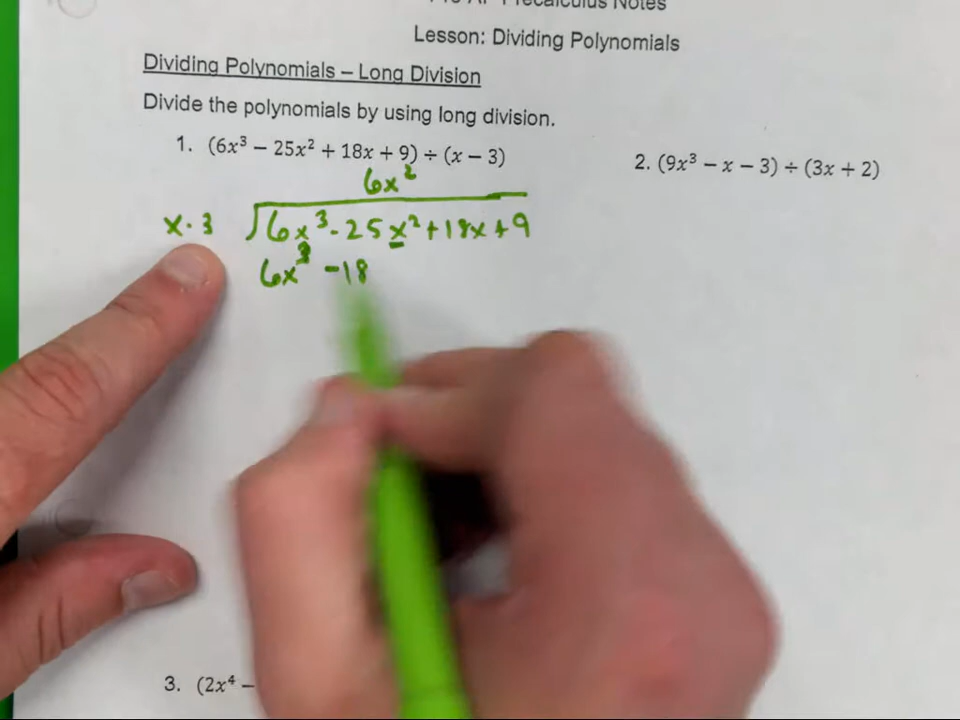 Lesson: Dividing Polynomials
Dividing Polynomials – Long Division
Divide the polynomials by using long division.
1. (6x³ − 25x² + 18x + 9) ÷ (x − 3)
6x²
x - 3 6x³ - 25x² + 18x + 9
6x³ - 18
2. (9x³ − x − 3) ÷ (3x + 2)
3. (2x⁴ −